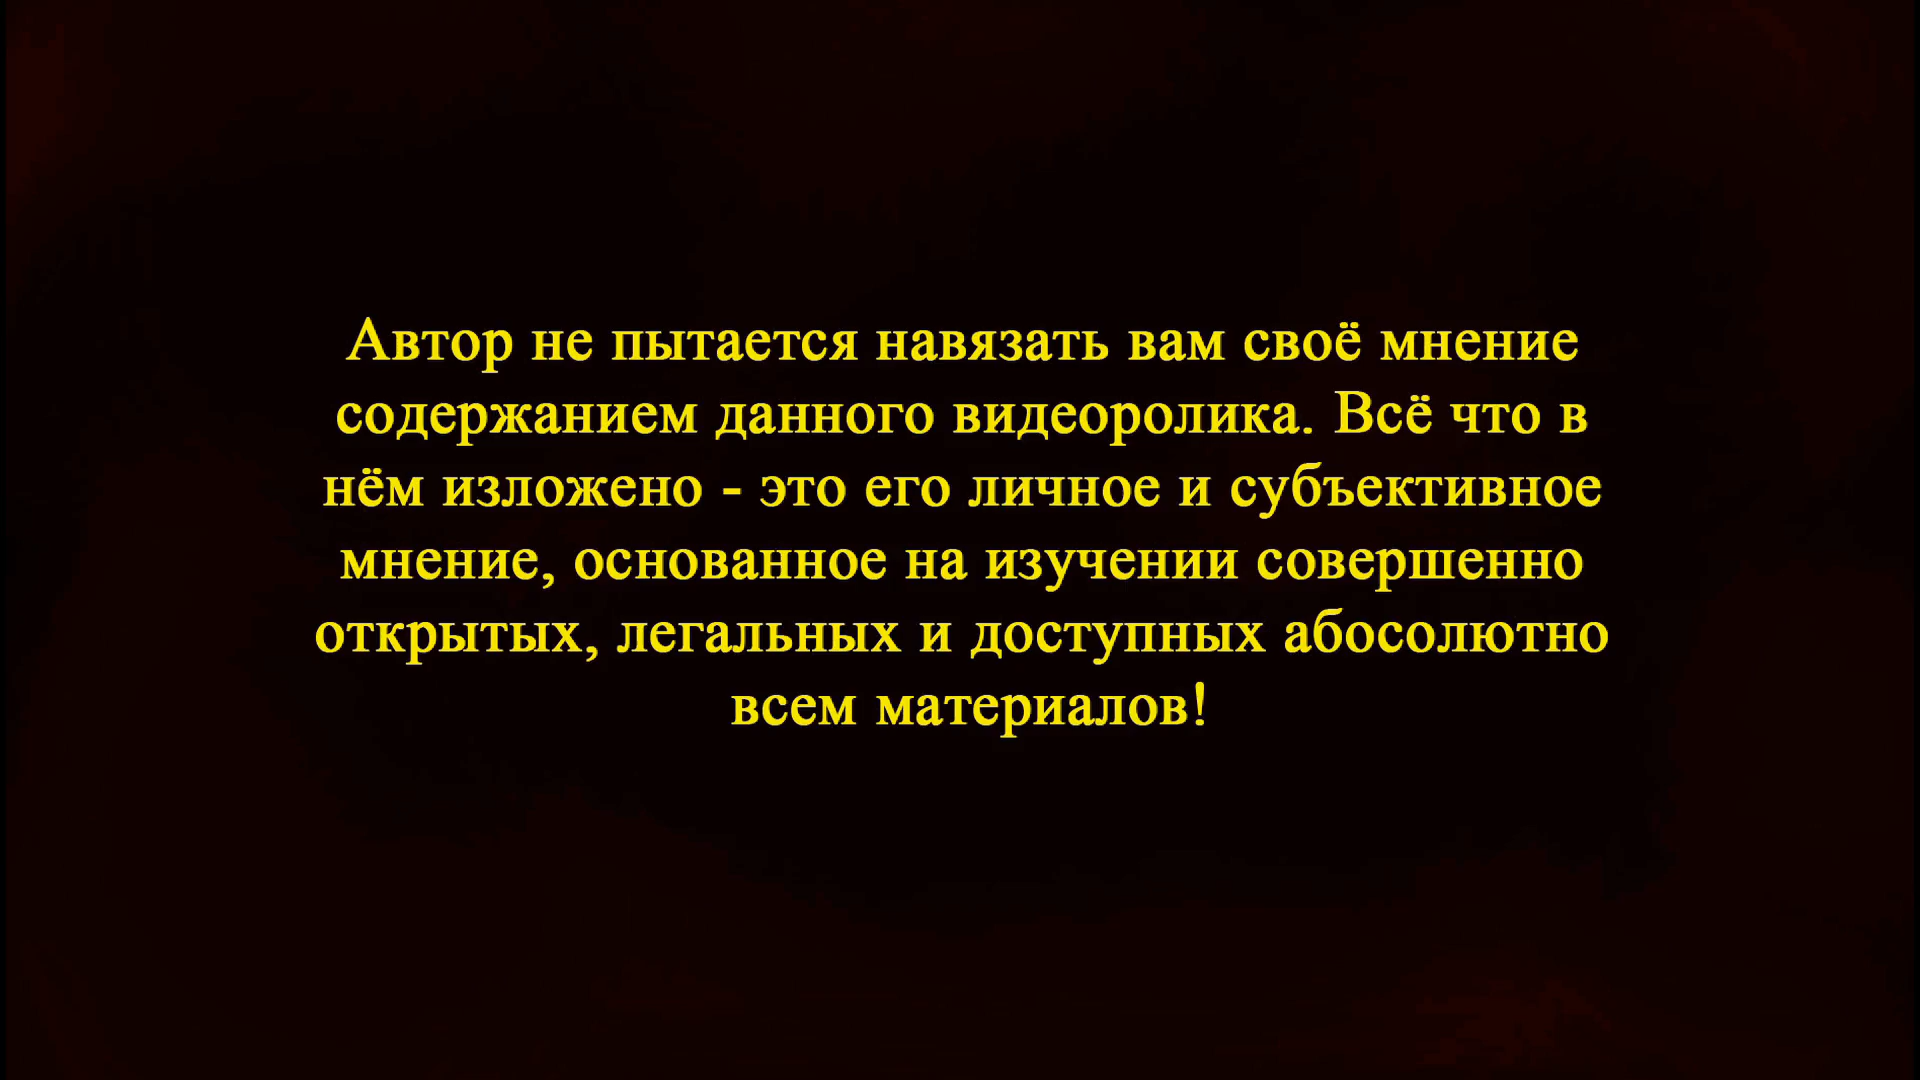 Автор не пытается навязать вам своё мнение
содержанием данного видеоролика. Всё что в
нём изложено - это его личное и субъективное
мнение, основанное на изучении совершенно
открытых, легальных и доступных абосолютно
всем материалов!